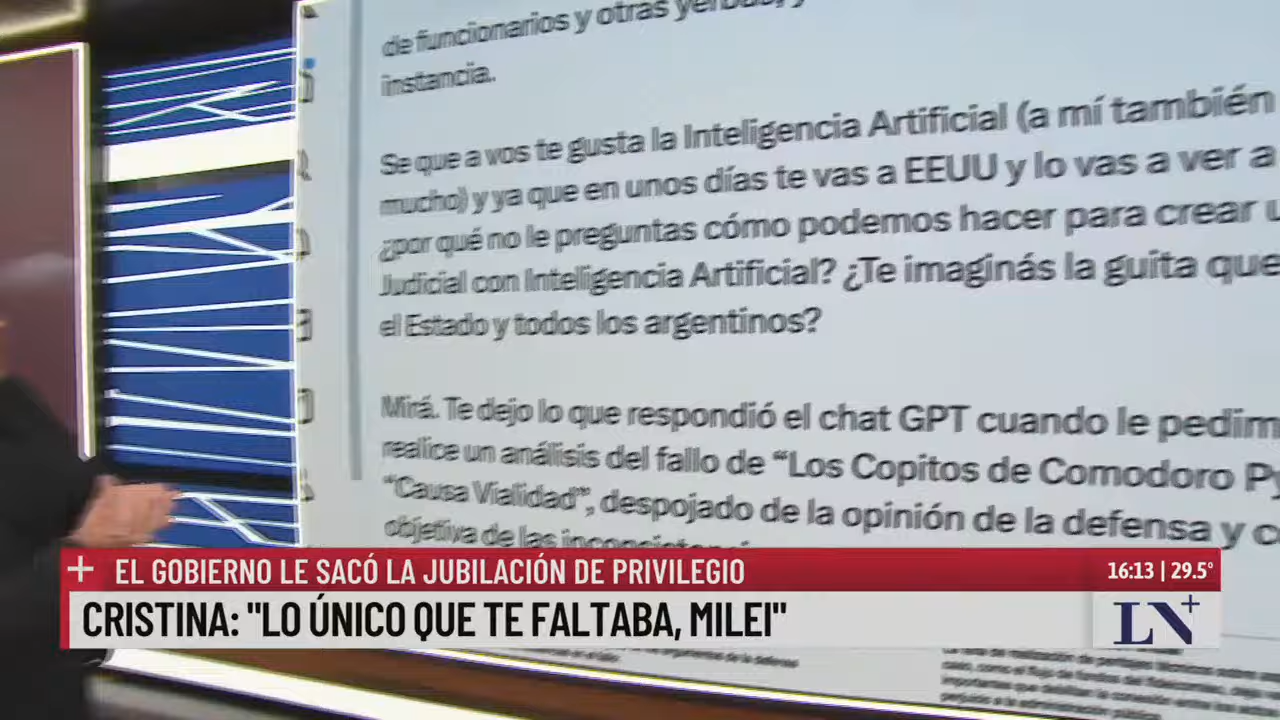 de funcionarios y otras yerbas, y
instancia.
Se que a vos te gusta la Inteligencia Artificial (a mí también
mucho) y ya que en unos días te vas a EEUU y lo vas a ver a
¿por qué no le preguntas cómo podemos hacer para crear u
Judicial con Inteligencia Artificial? ¿Te imaginás la guita que
el Estado y todos los argentinos?
Mirá. Te dejo lo que respondió el chat GPT cuando le pedim
realice un análisis del fallo de “Los Copitos de Comodoro Py
“Causa Vialidad”, despojado de la opinión de la defensa y c
objetiva de las
EL GOBIERNO LE SACÓ LA JUBILACIÓN DE PRIVILEGIO
16:13 | 29.5°
CRISTINA: "LO ÚNICO QUE TE FALTABA, MILEI"
LN+